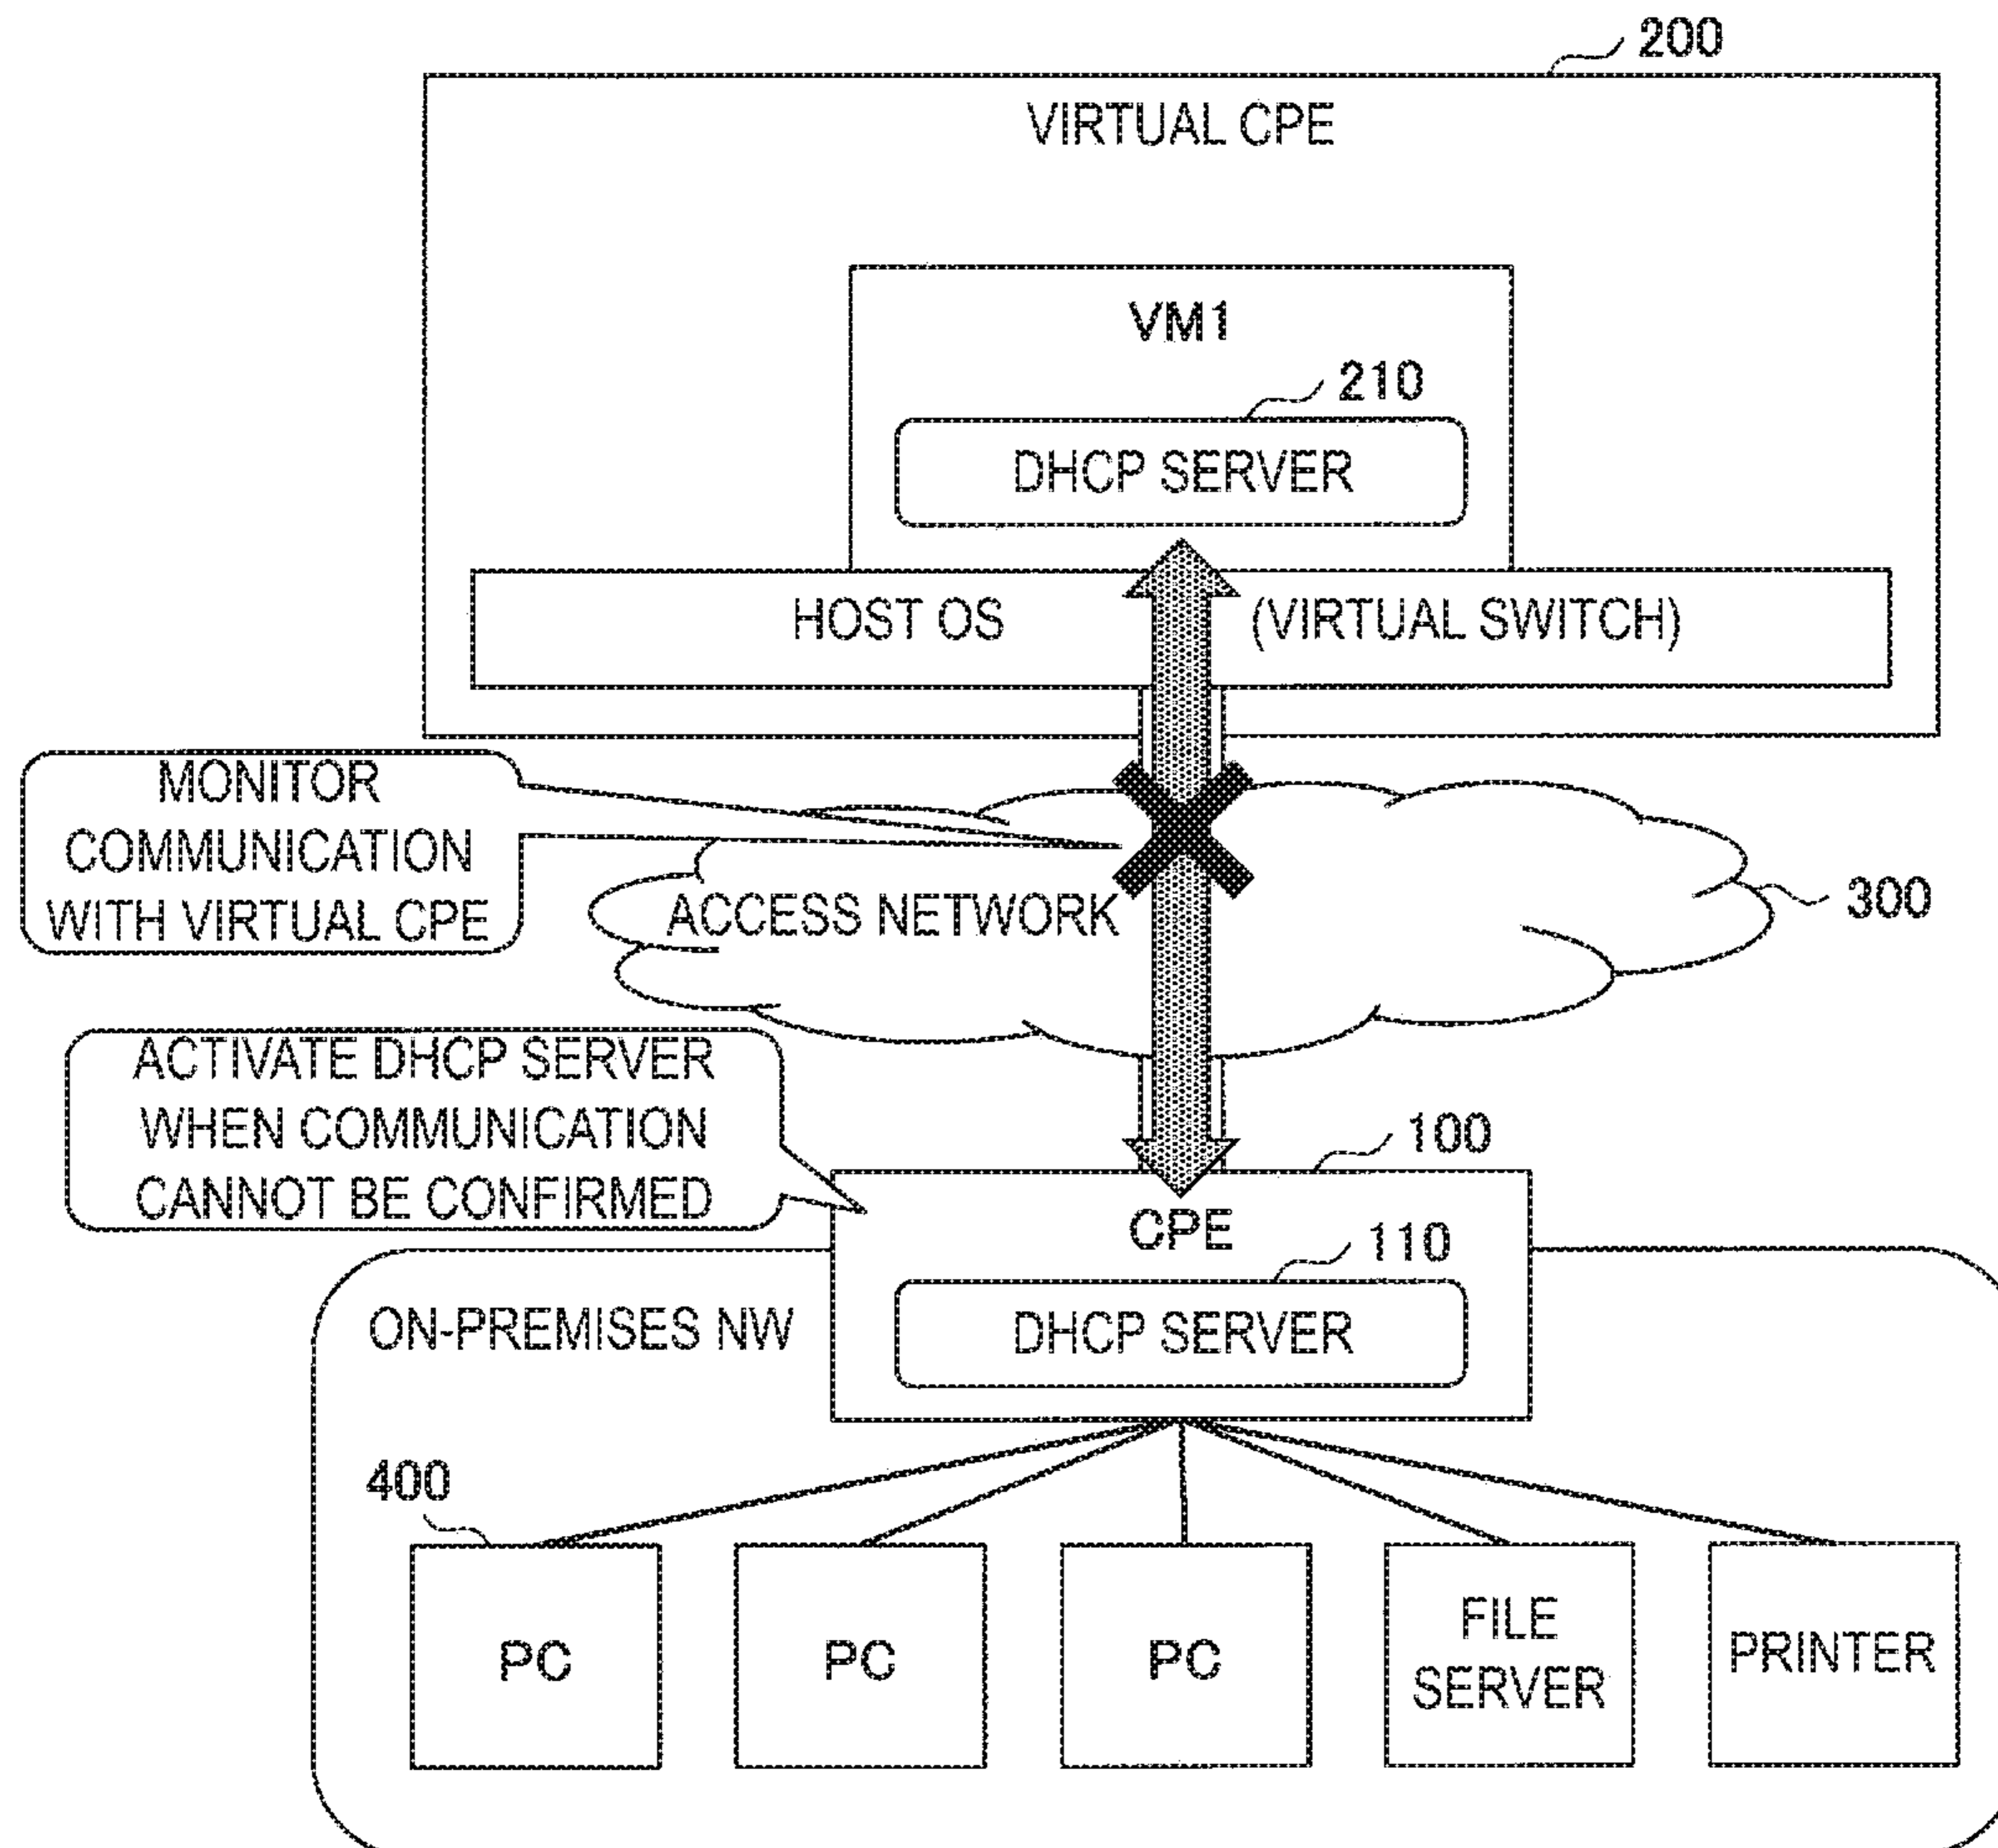 200
VIRTUAL CPE
VM1
210
DHCP SERVER
HOST OS (VIRTUAL SWITCH)
MONITOR
COMMUNICATION
WITH VIRTUAL CPE
ACCESS NETWORK
300
ACTIVATE DHCP SERVER
WHEN COMMUNICATION
CANNOT BE CONFIRMED
100
CPE
110
DHCP SERVER
ON-PREMISES NW
400
PC
PC
PC
FILE
SERVER
PRINTER